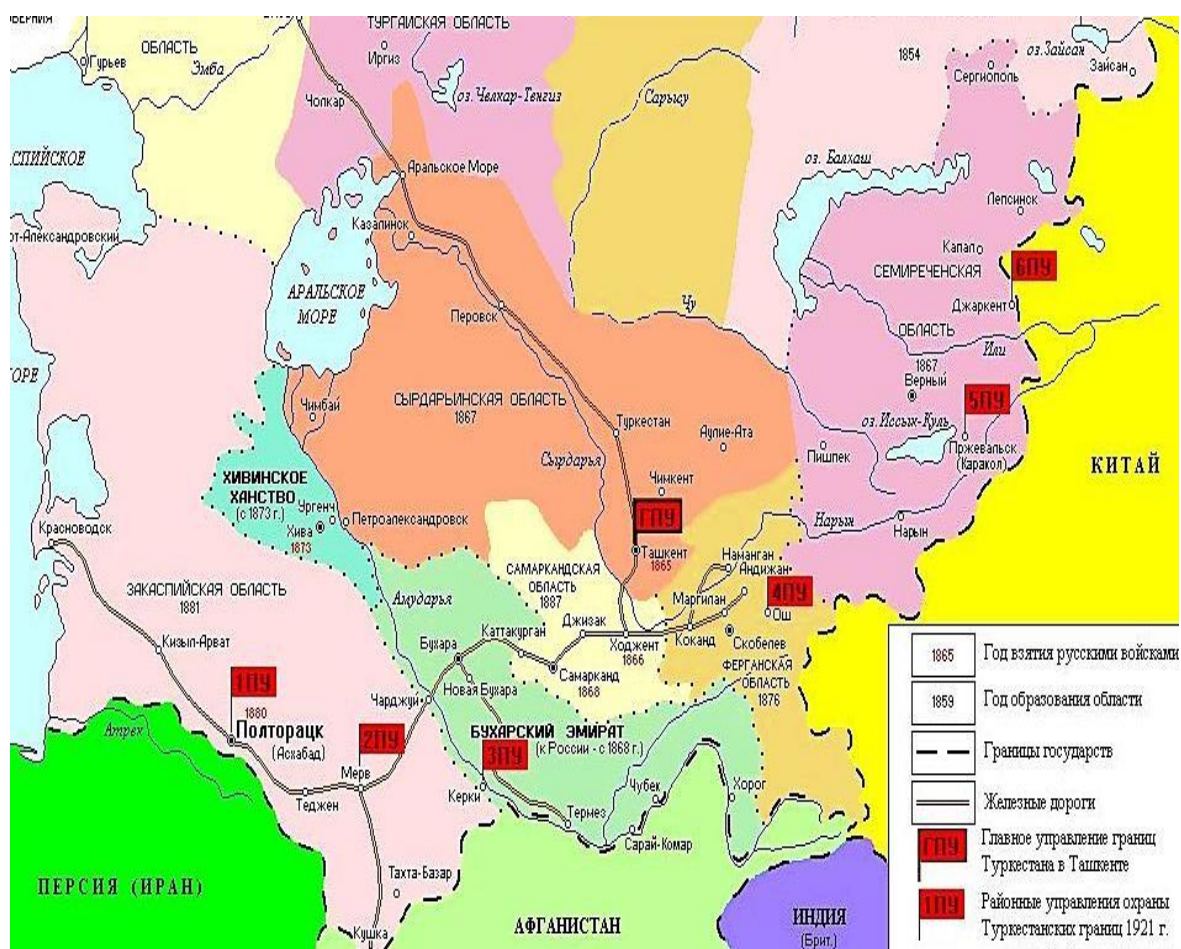 ТУРГАЙСКАЯ ОБЛАСТЬ
1854
оз.Зайсан
Зайсан
Сергиополь
ОБЛАСТЬ
Гурьев
Эмба
Иргиз
оз. Челкар-Тенгиз
Чолкар
Сарысу
оз. Балхаш
Лепсинск
СПИЙСКОЕ
Аральское Море
Казалинск
рт-Александровский
Капало
СЕМИРЕЧЕНСКАЯ
6ПУ
Джаркент
АРАЛЬСКОЕ
МОРЕ
Перовск
Чу
ОБЛАСТЬ
1867
Или
Верный
ОРЕ
СЫРДАРЬИНСКАЯ ОБЛАСТЬ
1867
Чимбай
Туркестан
Аулие-Ата
оз.Иссык-Куль
5ПУ
Пржевальск
(Каракол)
Пишпек
Сырдарья
Чимкент
КИТАЙ
ХИВИНСКОЕ
ХАНСТВО
(с 1873 г.)
Ургенч
Хива
1873
Петроалександровск
ГПУ
Ташкент
1865
Нарын
Нарын
Красноводск
ЗАКАСПИЙСКАЯ ОБЛАСТЬ
1881
Амударья
САМАРКАНДСКАЯ
ОБЛАСТЬ
1887
Наманган
Андижан
Маргилан
4ПУ
Ош
Джизак
Ходжент
1866
Коканд
Скобелев
ФЕРГАНСКАЯ
ОБЛАСТЬ
1876
Кизыл-Арват
Бухара
Каттакурган
Самарканд
1868
Новая Бухара
Чарджуй
1ПУ
1880
Полторацк
(Асхабад)
Атрек
2ПУ
Мерв
Теджен
БУХАРСКИЙ ЭМИРАТ
(к России - с 1868 г.)
3ПУ
Керки
Термез
Чубек
Хорог
Сарай-Комар
ПЕРСИЯ (ИРАН)
Тахта-Базар
Кушка
АФГАНИСТАН
ИНДИЯ
(Брит.)
1865 Год взятия русскими войсками
1859 Год образования области
Границы государств
Железные дороги
ГПУ Главное управление границ
Туркестана в Ташкенте
1ПУ Районные управления охраны
Туркестанских границ 1921 г.